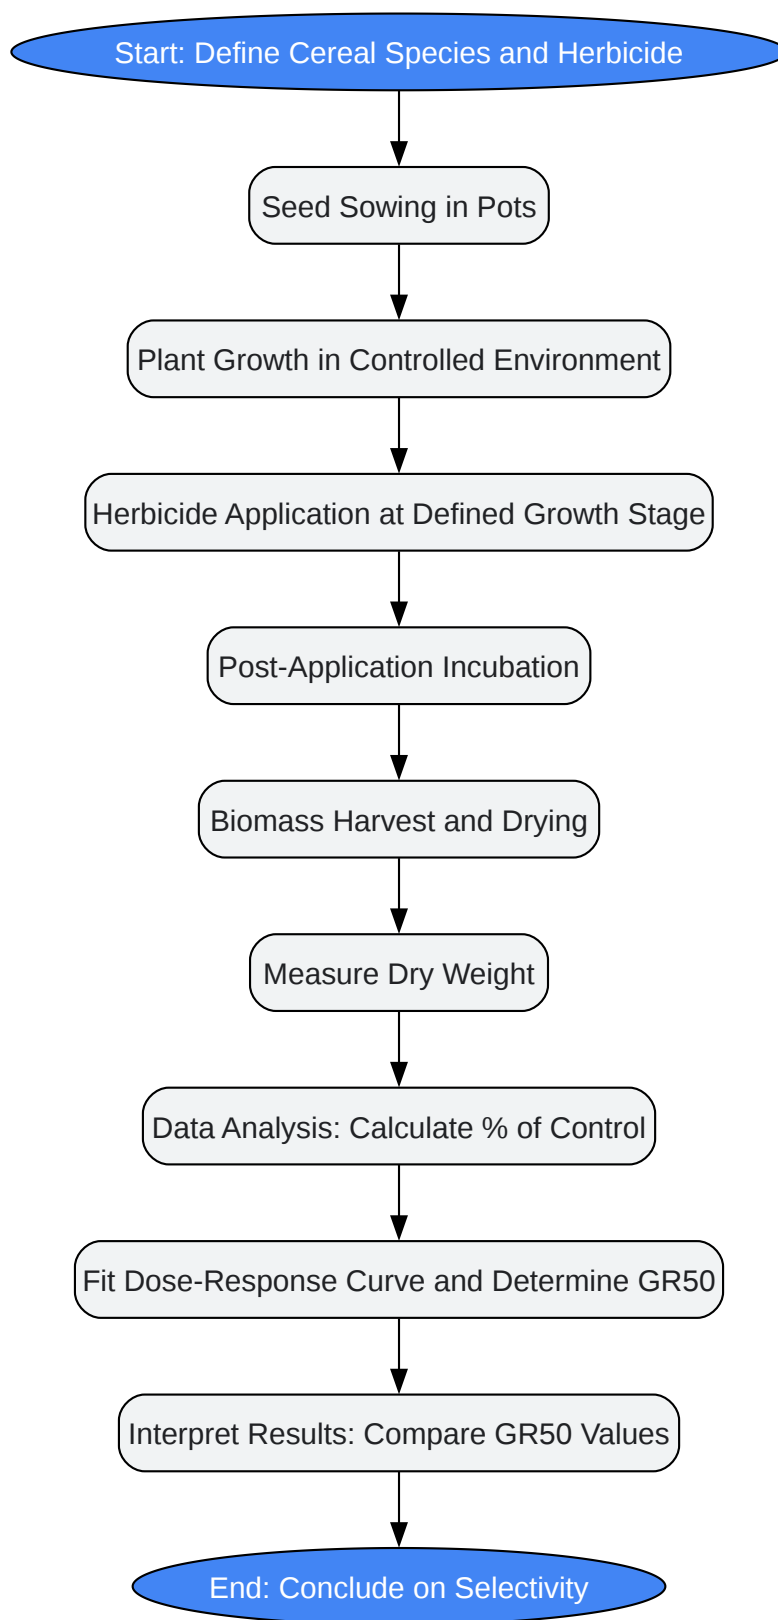 Start: Define Cereal Species and Herbicide
Seed Sowing in Pots
Plant Growth in Controlled Environment
Herbicide Application at Defined Growth Stage
Post-Application Incubation
Biomass Harvest and Drying
Measure Dry Weight
Data Analysis: Calculate % of Control
Fit Dose-Response Curve and Determine GR50
Interpret Results: Compare GR50 Values
End: Conclude on Selectivity